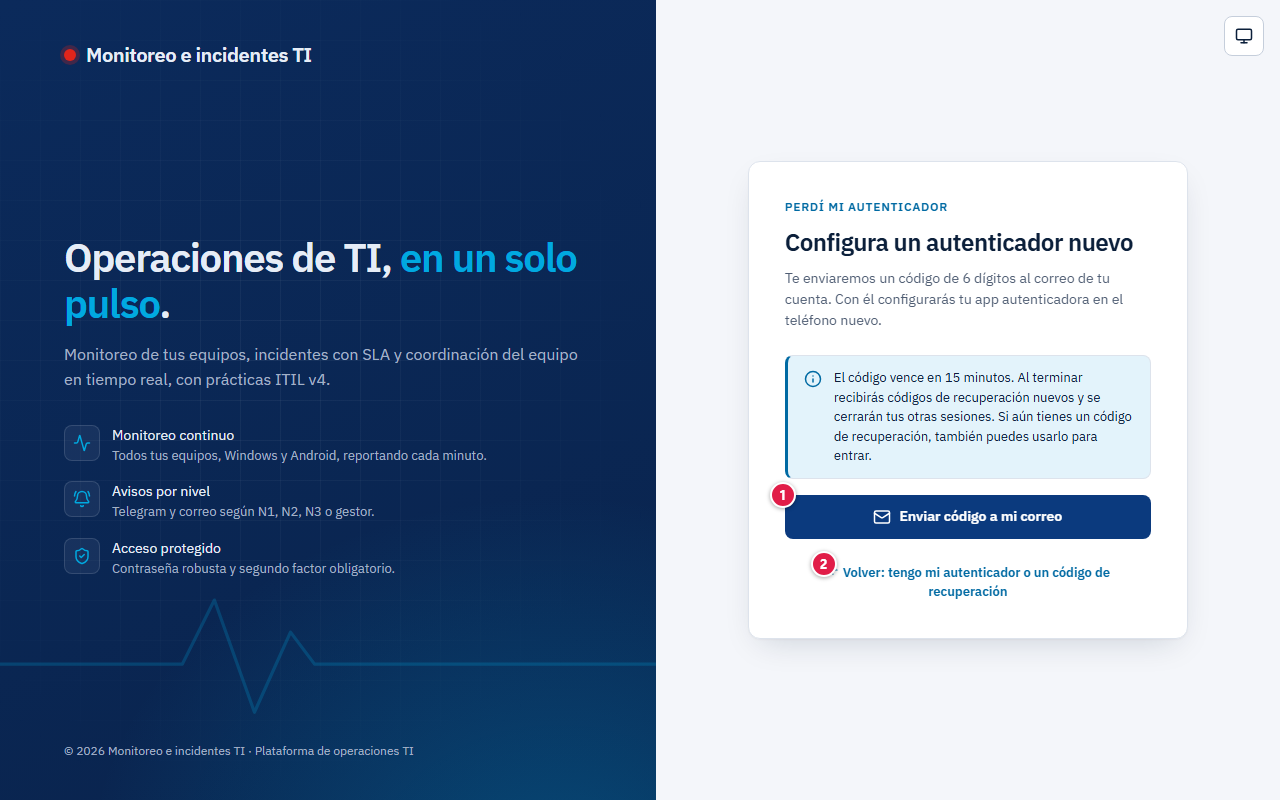 Monitoreo e incidentes TI
Operaciones de TI, en un solo
pulso.
Monitoreo de tus equipos, incidentes con SLA y coordinación del equipo
en tiempo real, con prácticas ITIL v4.
Monitoreo continuo
Todos tus equipos, Windows y Android, reportando cada minuto.
Avisos por nivel
Telegram y correo según N1, N2, N3 o gestor.
Acceso protegido
Contraseña robusta y segundo factor obligatorio.
© 2026 Monitoreo e incidentes TI · Plataforma de operaciones TI
PERDÍ MI AUTENTICADOR
Configura un autenticador nuevo
Te enviaremos un código de 6 dígitos al correo de tu
cuenta. Con él configurarás tu app autenticadora en el
teléfono nuevo.
El código vence en 15 minutos. Al terminar
recibirás códigos de recuperación nuevos y se
cerrarán tus otras sesiones. Si aún tienes un código
de recuperación, también puedes usarlo para
entrar.
1
Enviar código a mi correo
2
Volver: tengo mi autenticador o un código de
recuperación